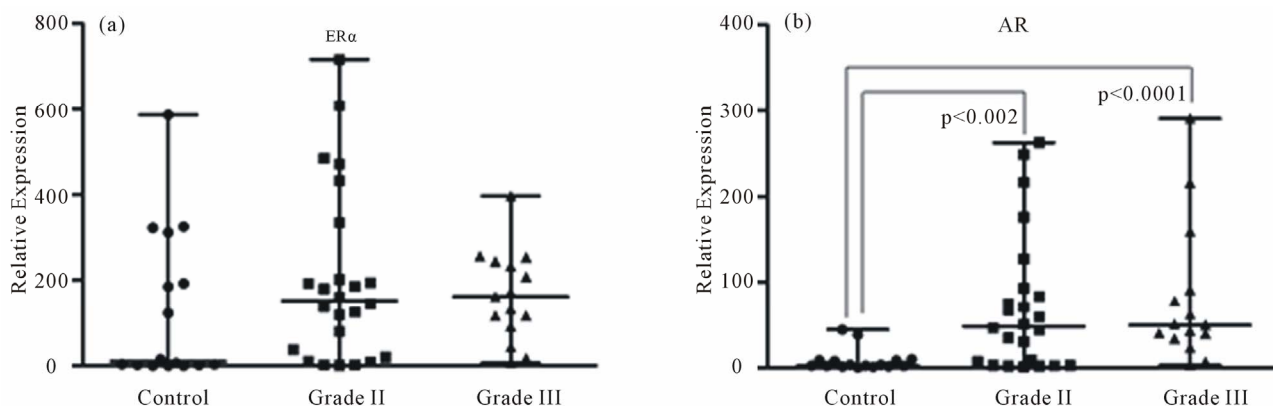 (a)
ERα
Relative Expression
800
600
400
200
0
Control Grade II Grade III
(b)
AR
Relative Expression
400
300
200
100
0
p<0.002
p<0.0001
Control Grade II Grade III